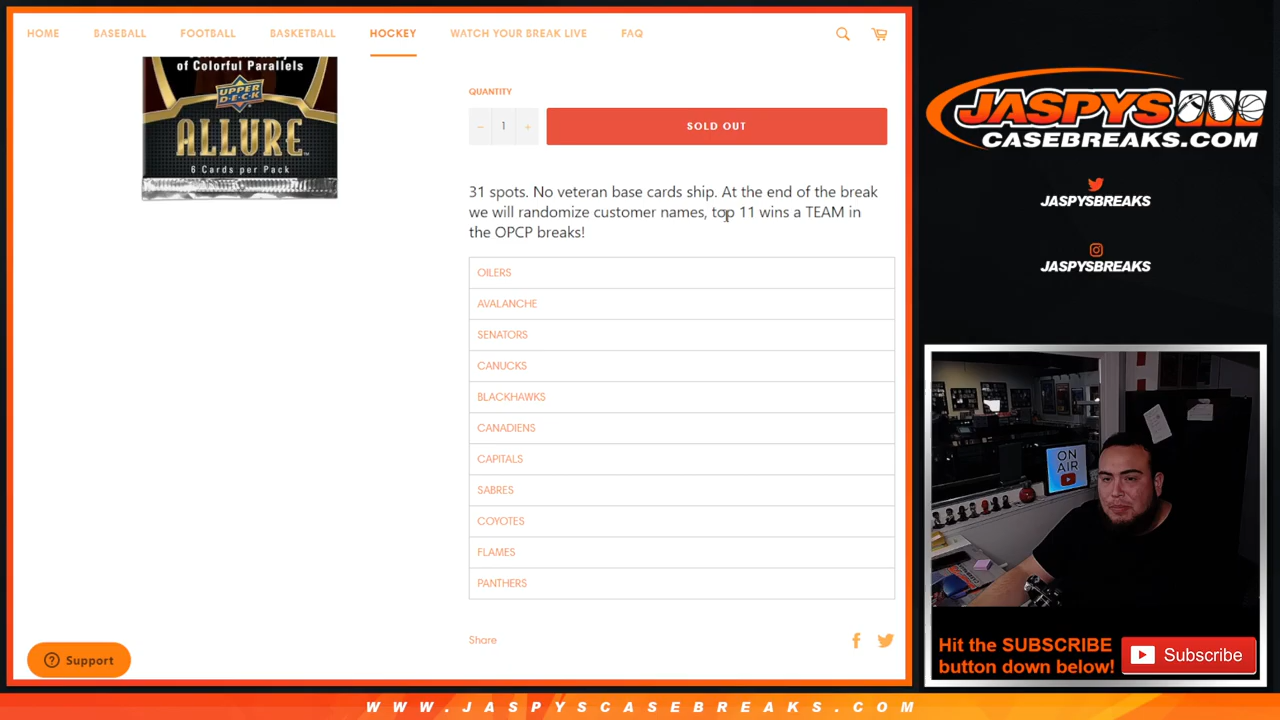 HOME BASEBALL FOOTBALL BASKETBALL HOCKEY WATCH YOUR BREAK LIVE FAQ
of Colorful Parallels
UPPER
DECK
ALLURE
6 Cards per Pack
QUANTITY
− 1 +
SOLD OUT
31 spots. No veteran base cards ship. At the end of the break
we will randomize customer names, top 11 wins a TEAM in
the OPCP breaks!
OILERS
AVALANCHE
SENATORS
CANUCKS
BLACKHAWKS
CANADIENS
CAPITALS
SABRES
COYOTES
FLAMES
PANTHERS
Share
Support
JASPYS
CASEBREAKS.COM
JASPYSBREAKS
JASPYSBREAKS
ON
AIR
Hit the SUBSCRIBE
button down below!
Subscribe
WWW.JASPYSCASEBREAKS.COM